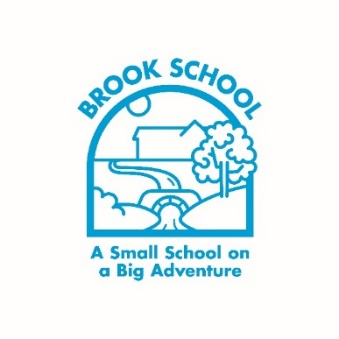 BROOK SCHOOL
A Small School on
a Big Adventure